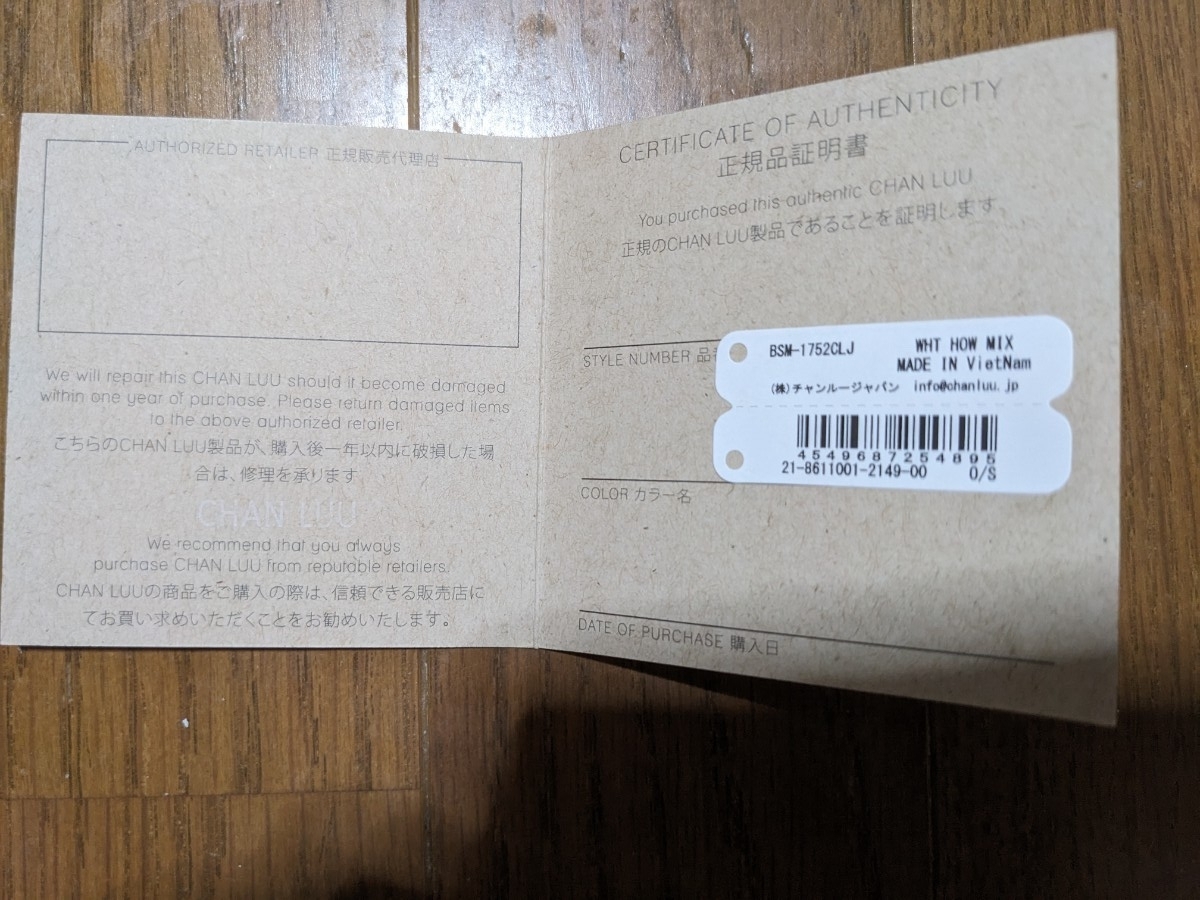 AUTHORIZED RETAILER 正規販売代理店
We will repair this CHAN LUU should it become damaged
within one year of purchase. Please return damaged items
to the above authorized retailer.
こちらのCHAN LUU製品が、購入後一年以内に破損した場
合は、修理を承ります
CHAN LUU
We recommend that you always
purchase CHAN LUU from reputable retailers.
CHAN LUUの商品をご購入の際は、信頼できる販売店に
てお買い求めいただくことをお勧めいたします。
CERTIFICATE OF AUTHENTICITY
正規品証明書
You purchased this authentic CHAN LUU
正規のCHAN LUU製品であることを証明します。
STYLE NUMBER 品
BSM-1752CLJ WHT HOW MIX
MADE IN VietNam
(株)チャンルージャパン info@chanluu.jp
4549687254895
21-8611001-2149-00 0/S
COLOR カラー名
DATE OF PURCHASE 購入日